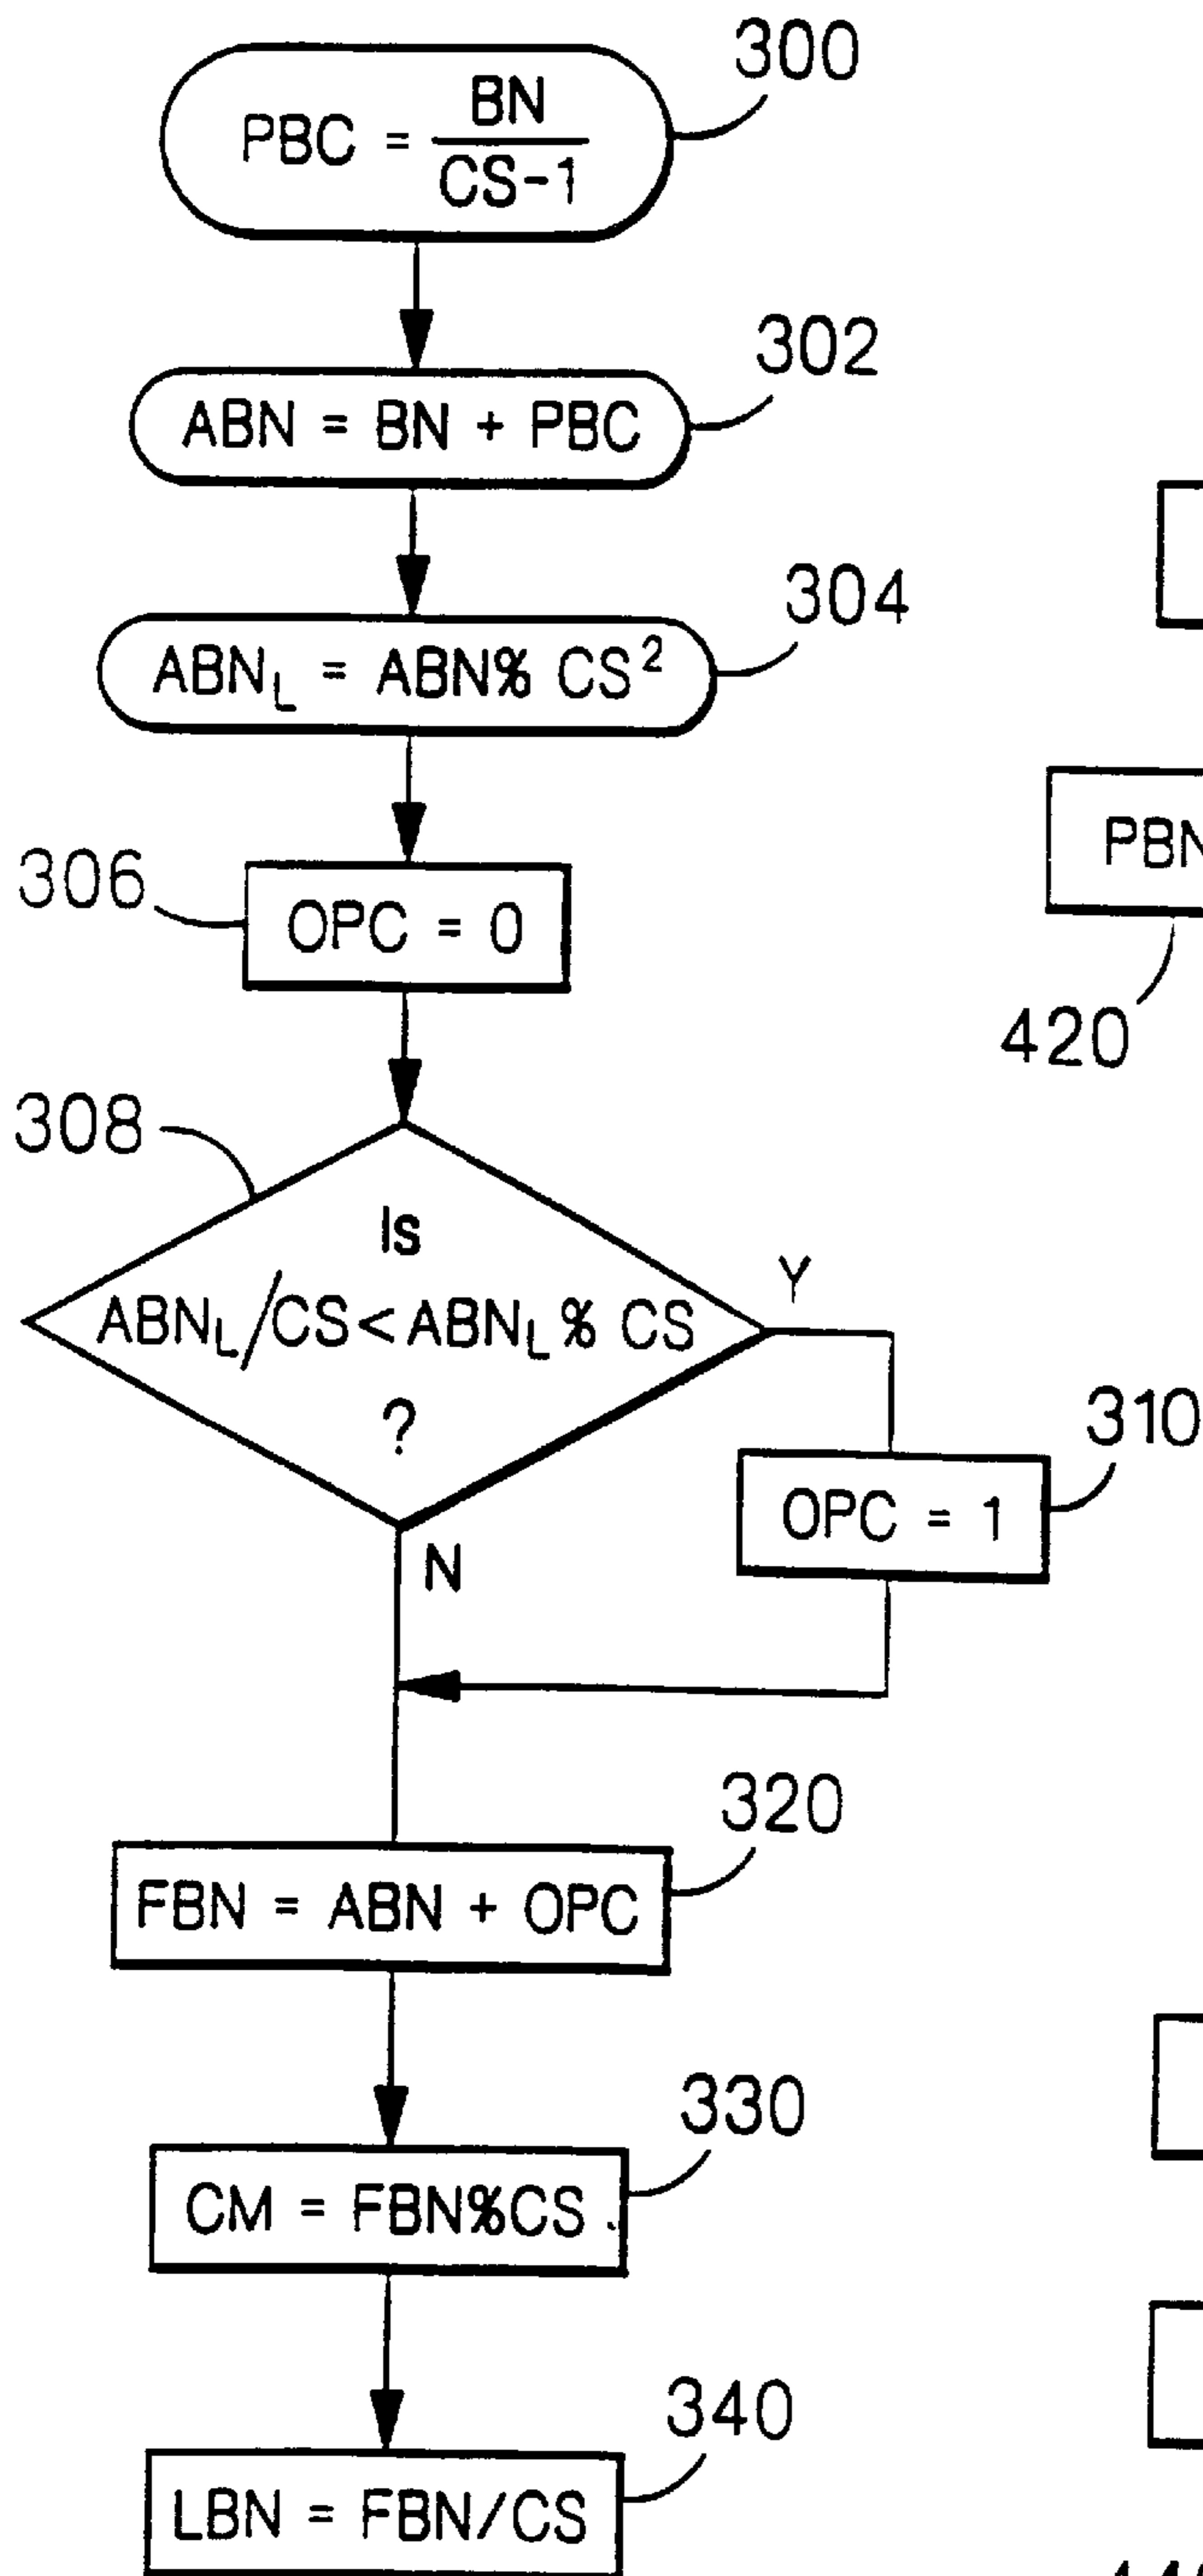 300
PBC = BN
CS-1
302
ABN = BN + PBC
304
ABN_L = ABN% CS²
306
OPC = 0
PBN
420
308
Is
ABN_L/CS<ABN_L% CS
?
Y
N
310
OPC = 1
320
FBN = ABN + OPC
330
CM = FBN%CS
340
LBN = FBN/CS